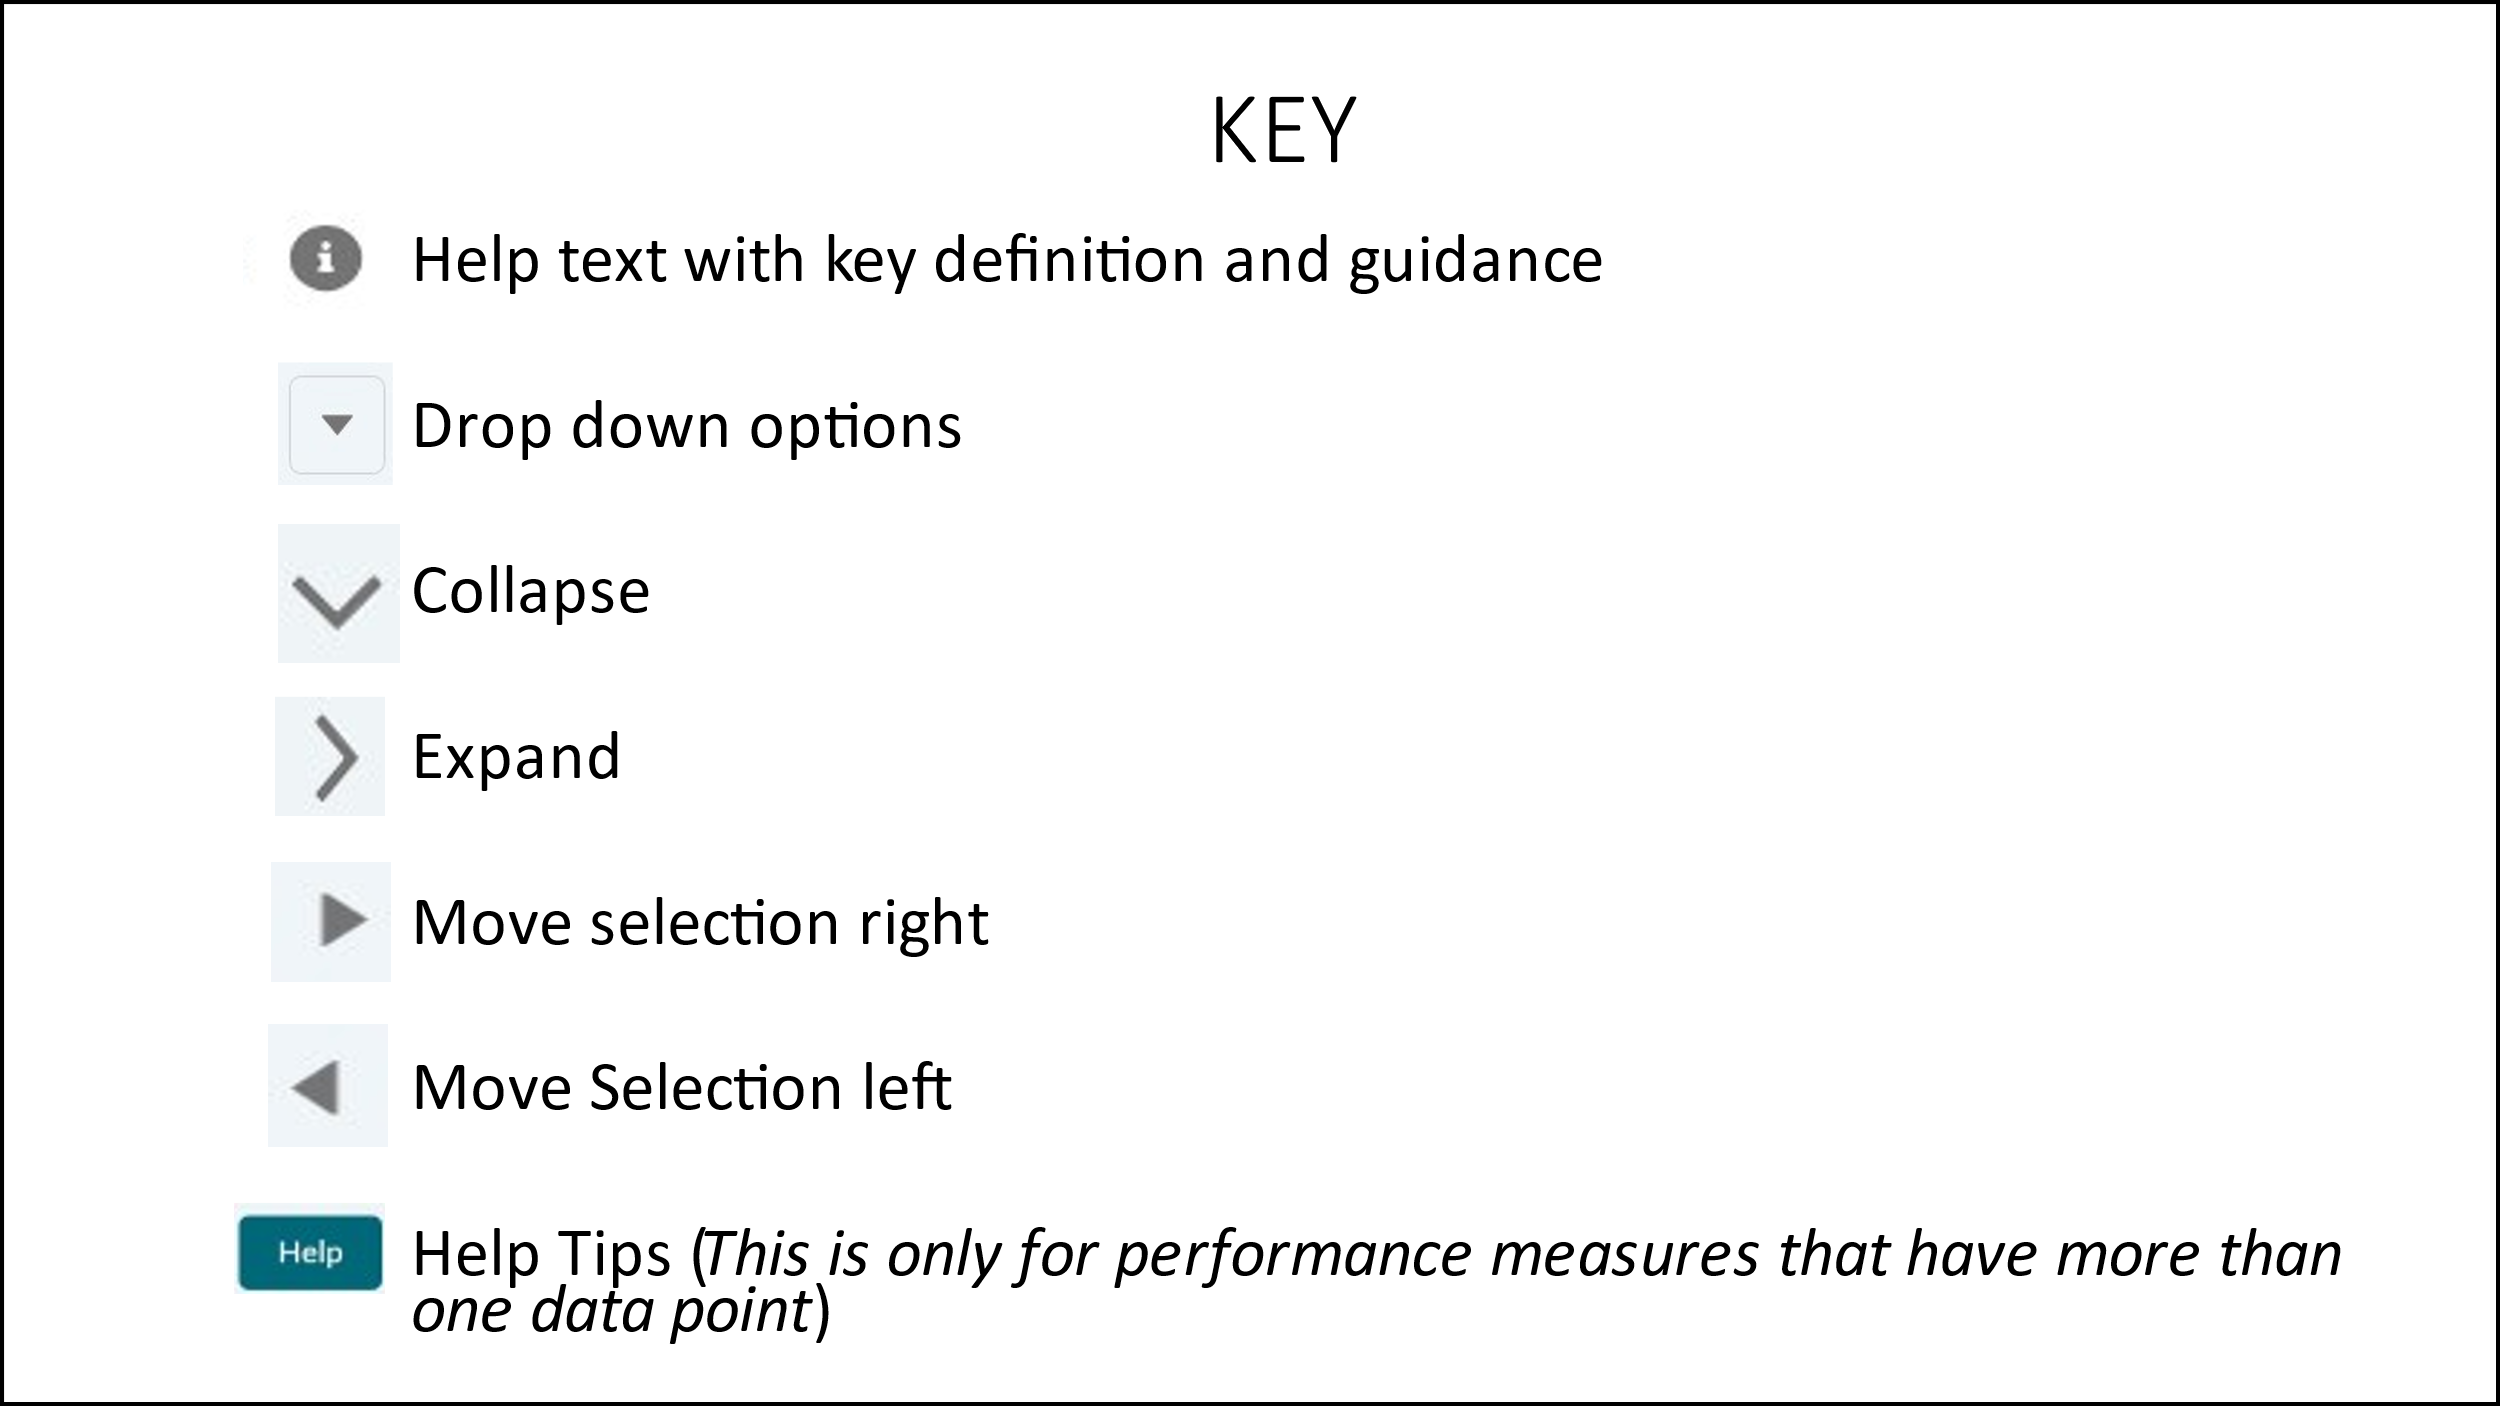 KEY
Help text with key definition and guidance
Drop down options
Collapse
Expand
Move selection right
Move Selection left
Help
Help Tips (This is only for performance measures that have more than
one data point)